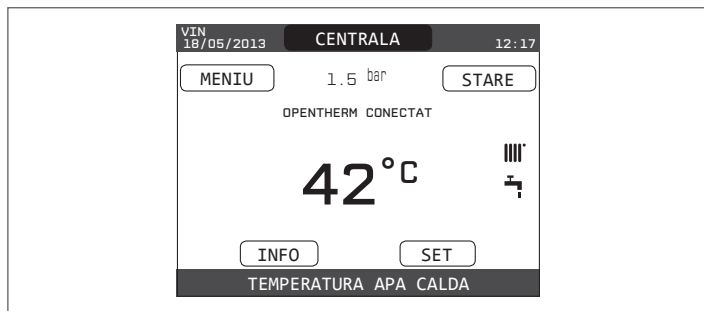 VIN
18/05/2013 CENTRALA 12:17
MENIU 1.5 bar STARE
OPENTHERM CONECTAT
42°C
INFO SET
TEMPERATURA APA CALDA